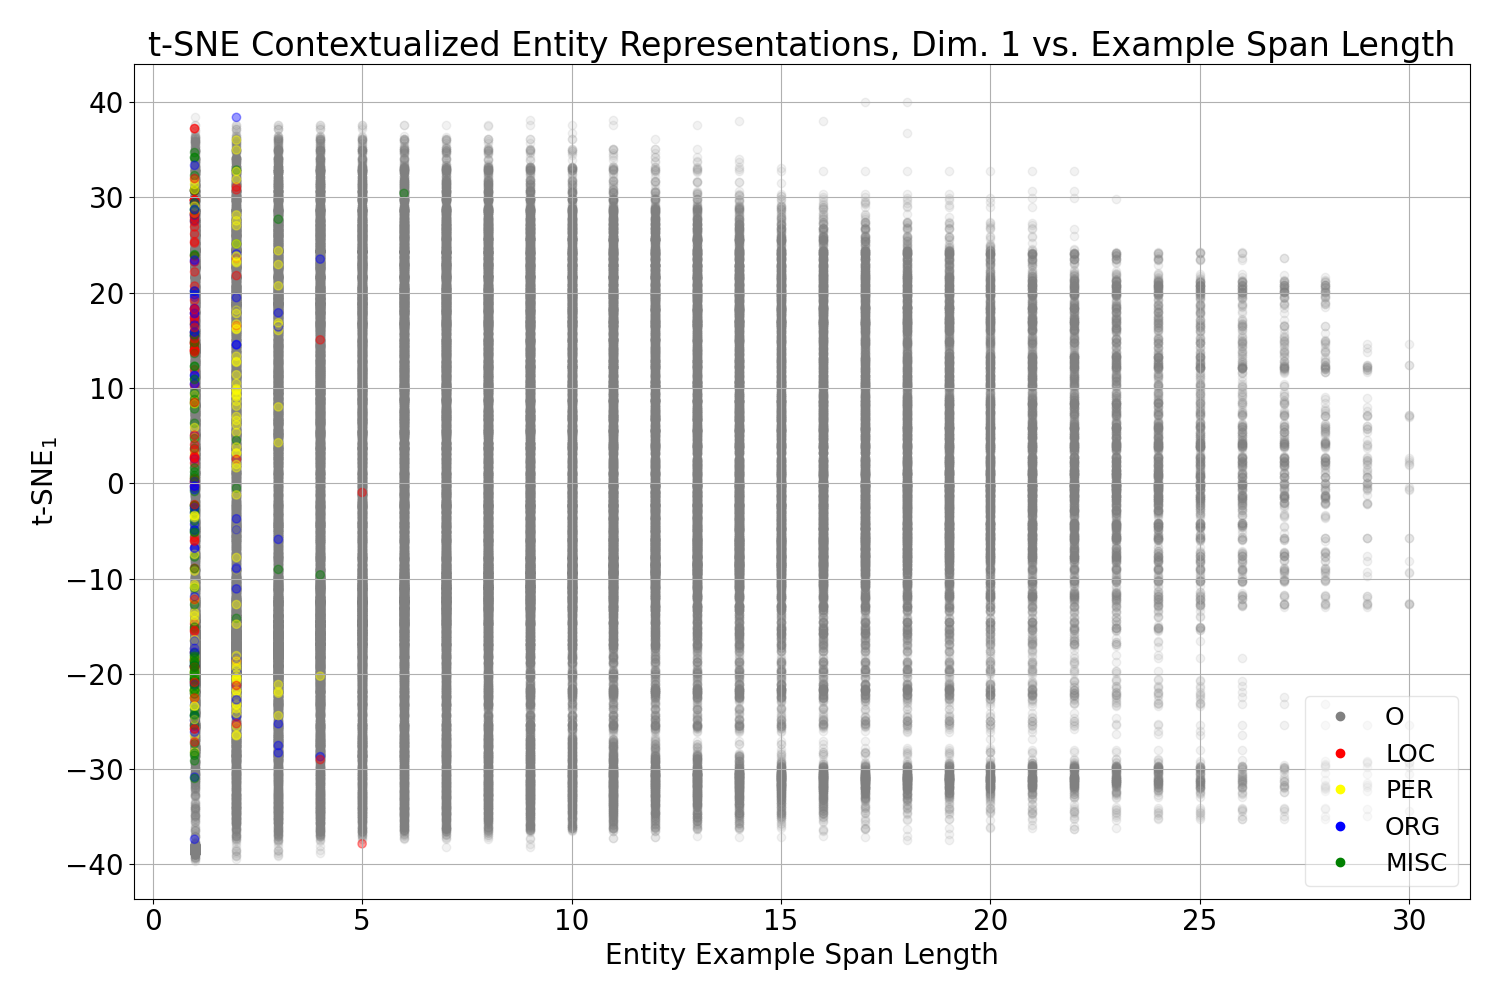 t-SNE Contextualized Entity Representations, Dim. 1 vs. Example Span Length
40
30
20
10
0
−10
−20
−30
−40
t-SNE₁
0 5 10 15 20 25 30
Entity Example Span Length
O
LOC
PER
ORG
MISC